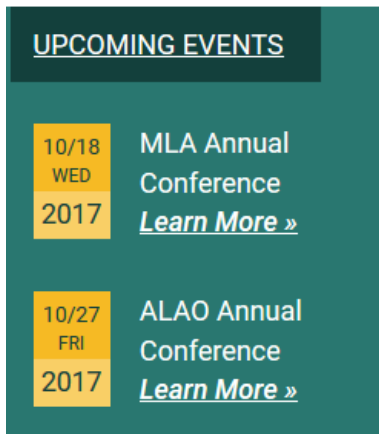 UPCOMING EVENTS
10/18
WED
2017
MLA Annual
Conference
Learn More »
10/27
FRI
2017
ALAO Annual
Conference
Learn More »